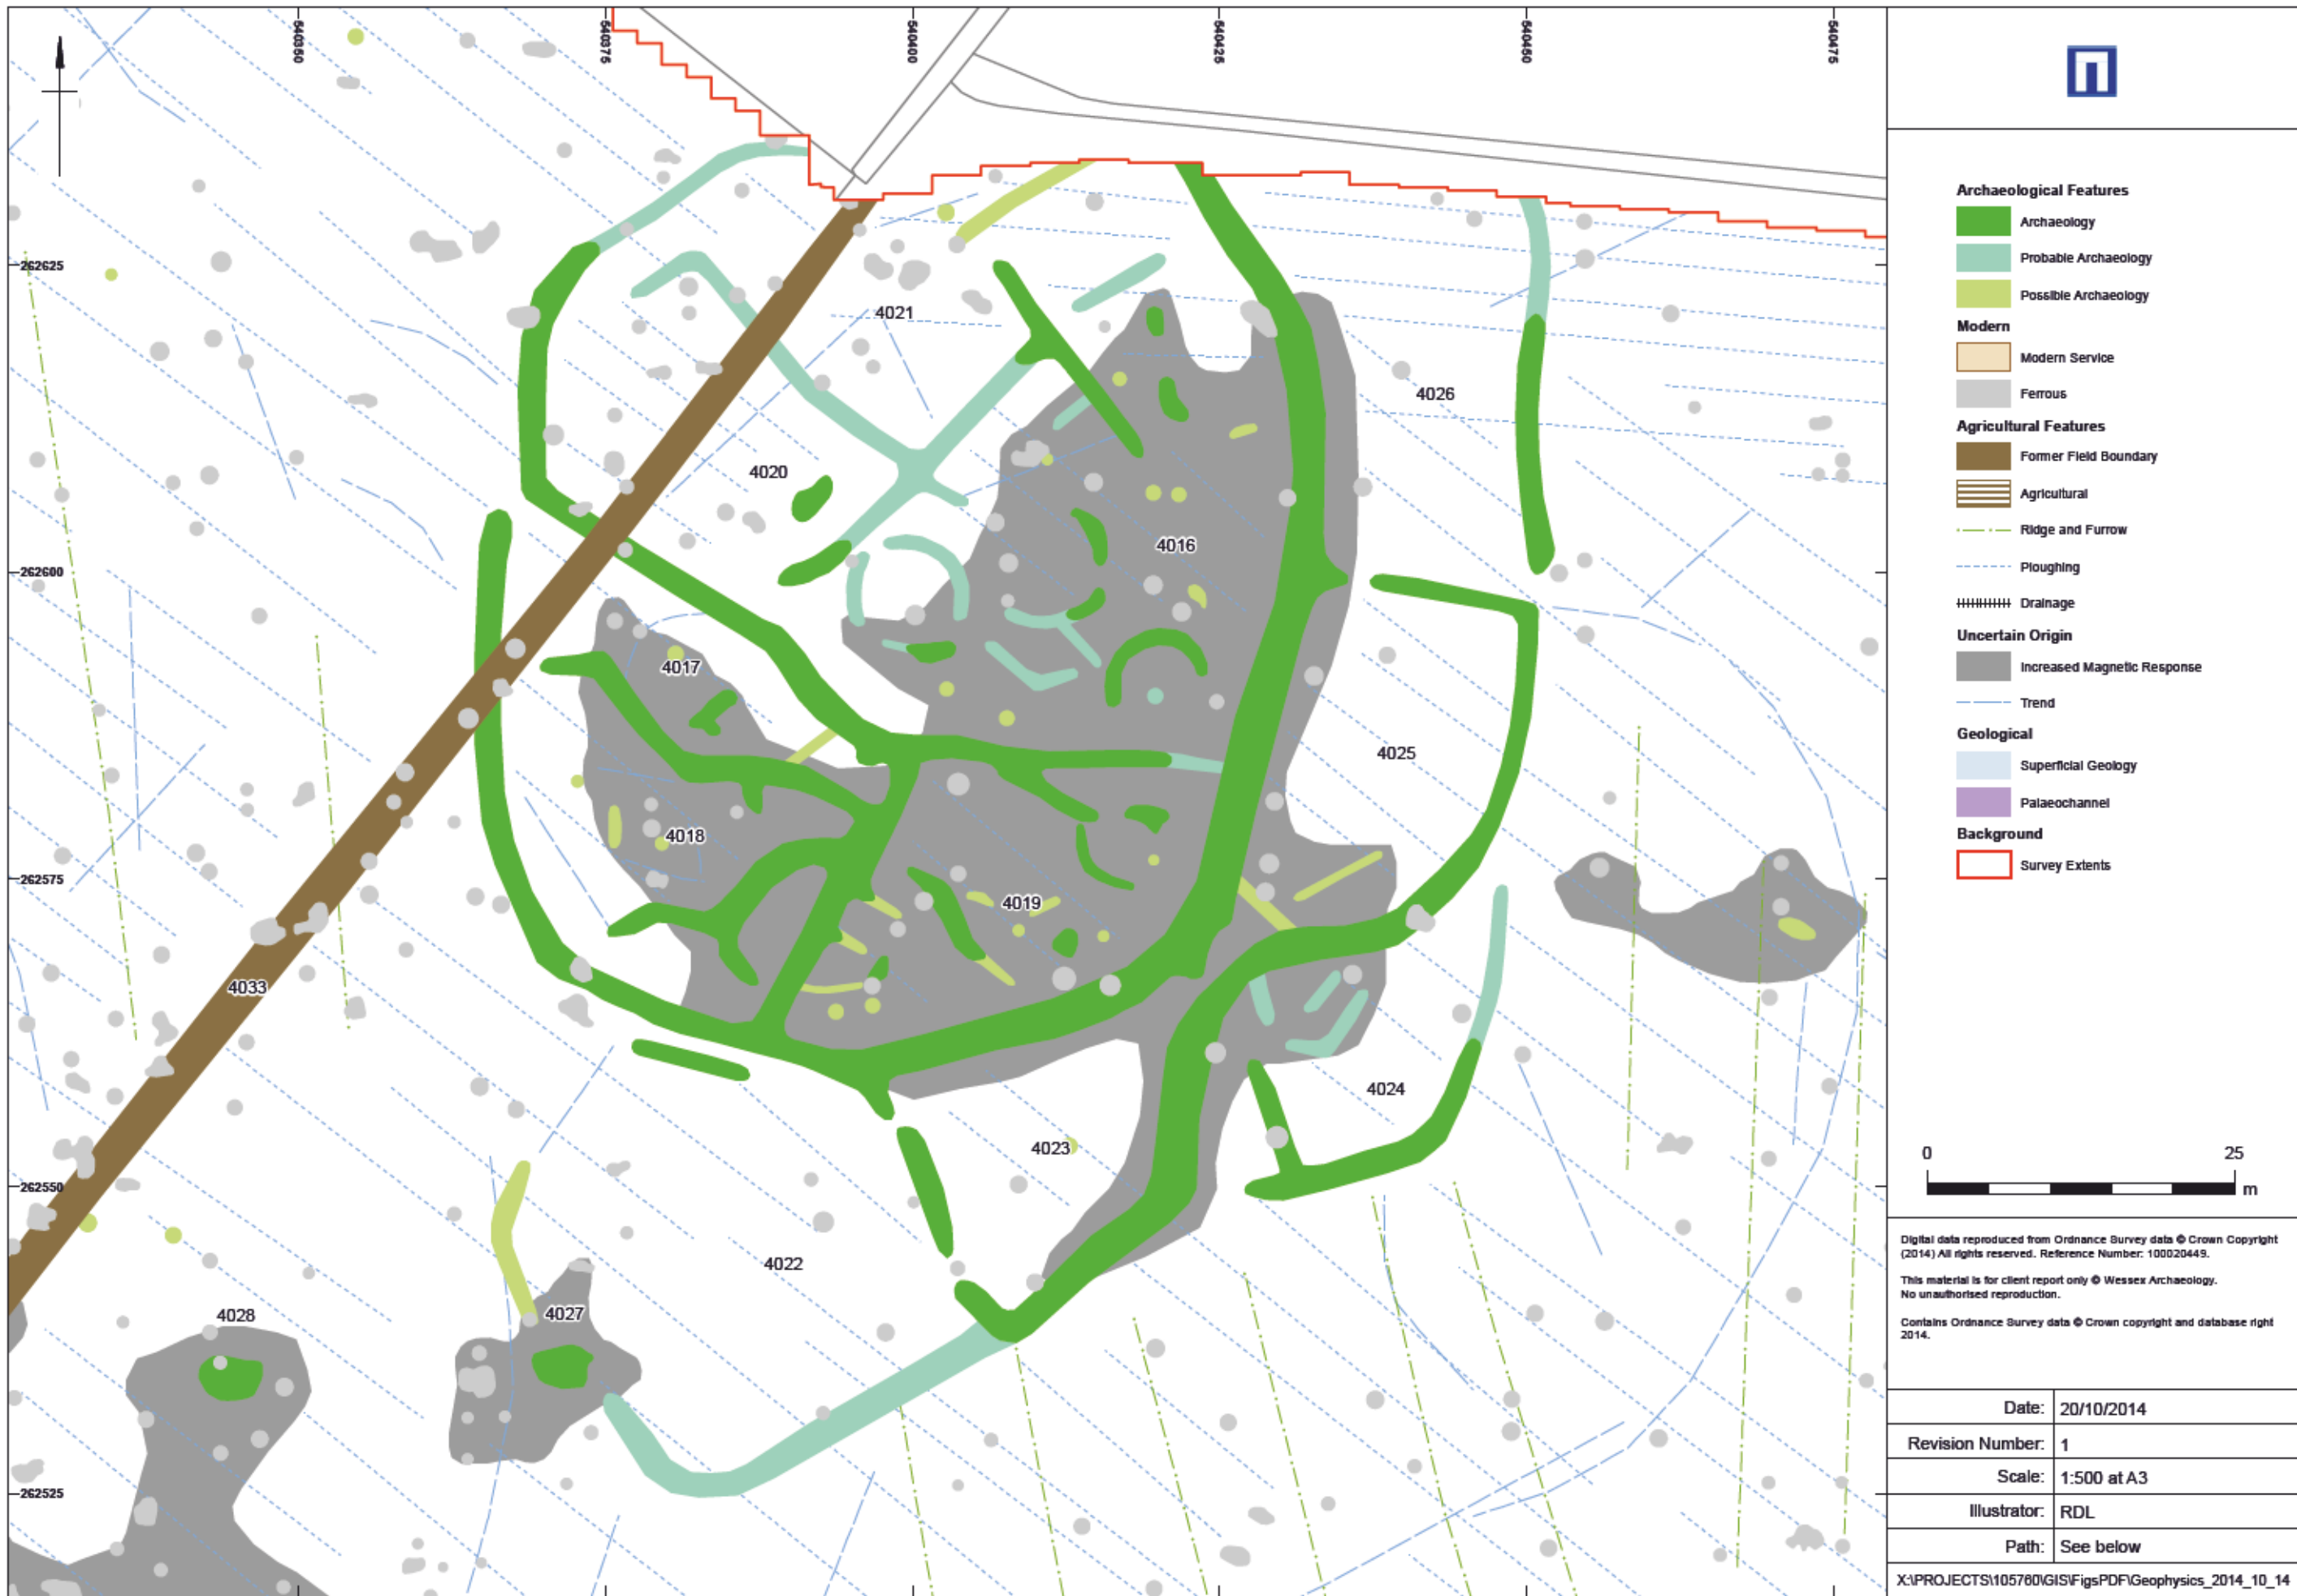 540350
540375
540400
540425
540450
540475
262625
262600
262575
262550
262525
4021
4026
4020
4016
4017
4025
4018
4019
4033
4024
4023
4022
4027
4028
Archaeological Features
Archaeology
Probable Archaeology
Possible Archaeology
Modern
Modern Service
Ferrous
Agricultural Features
Former Field Boundary
Agricultural
Ridge and Furrow
Ploughing
Drainage
Uncertain Origin
Increased Magnetic Response
Trend
Geological
Superficial Geology
Palaeochannel
Background
Survey Extents
0 25
m
Digital data reproduced from Ordnance Survey data © Crown Copyright
(2014) All rights reserved. Reference Number: 100020449.
This material is for client report only © Wessex Archaeology.
No unauthorised reproduction.
Contains Ordnance Survey data © Crown copyright and database right
2014.
Date: 20/10/2014
Revision Number: 1
Scale: 1:500 at A3
Illustrator: RDL
Path: See below
X:\PROJECTS\105760\GIS\FigsPDF\Geophysics_2014_10_14